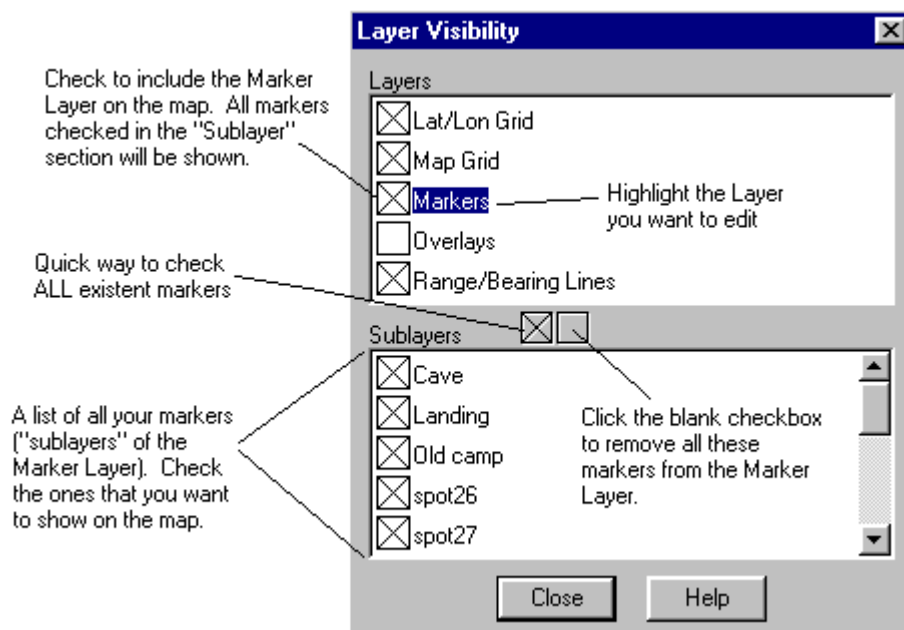 Layer Visibility
Check to include the Marker
Layer on the map. All markers
checked in the "Sublayer"
section will be shown.
Layers
Lat/Lon Grid
Map Grid
Markers
Overlays
Range/Bearing Lines
Highlight the Layer
you want to edit
Quick way to check
ALL existent markers
Sublayers
Cave
Landing
Old camp
spot26
spot27
Click the blank checkbox
to remove all these
markers from the Marker
Layer.
A list of all your markers
("sublayers" of the
Marker Layer). Check
the ones that you want
to show on the map.
Close
Help